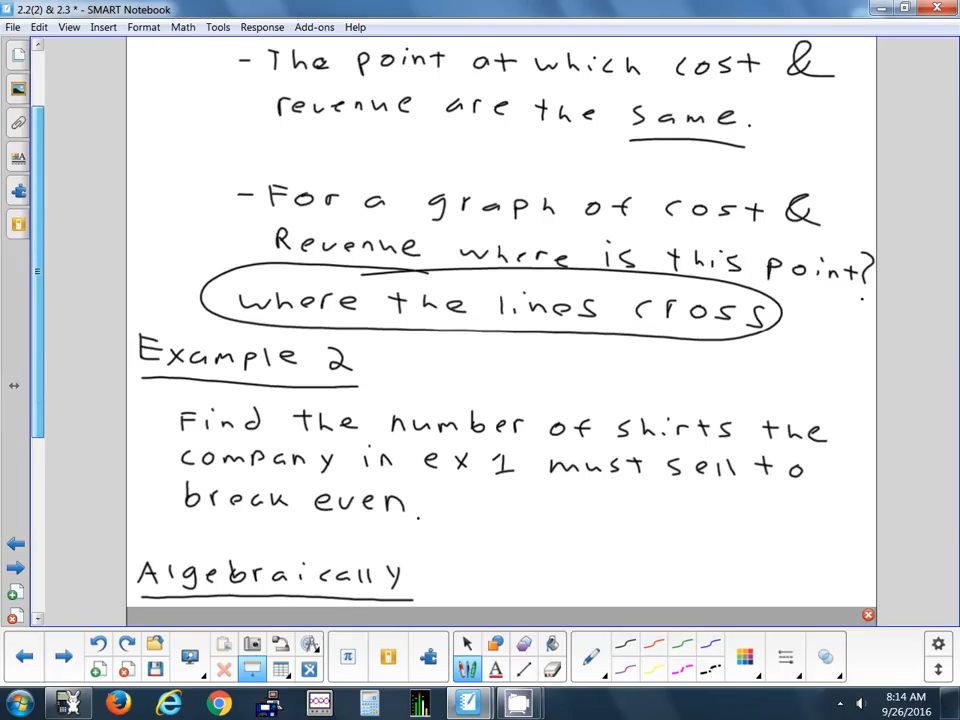 2.2(2) & 2.3 * - SMART Notebook
File Edit View Insert Format Math Tools Response Add-ons Help
- The point at which cost &
revenue are the same.
- For a graph of cost &
Revenue where is this point?
where the lines cross
Example 2
Find the number of shirts the
company in ex 1 must sell to
break even.
Algebraically
8:14 AM
9/26/2016